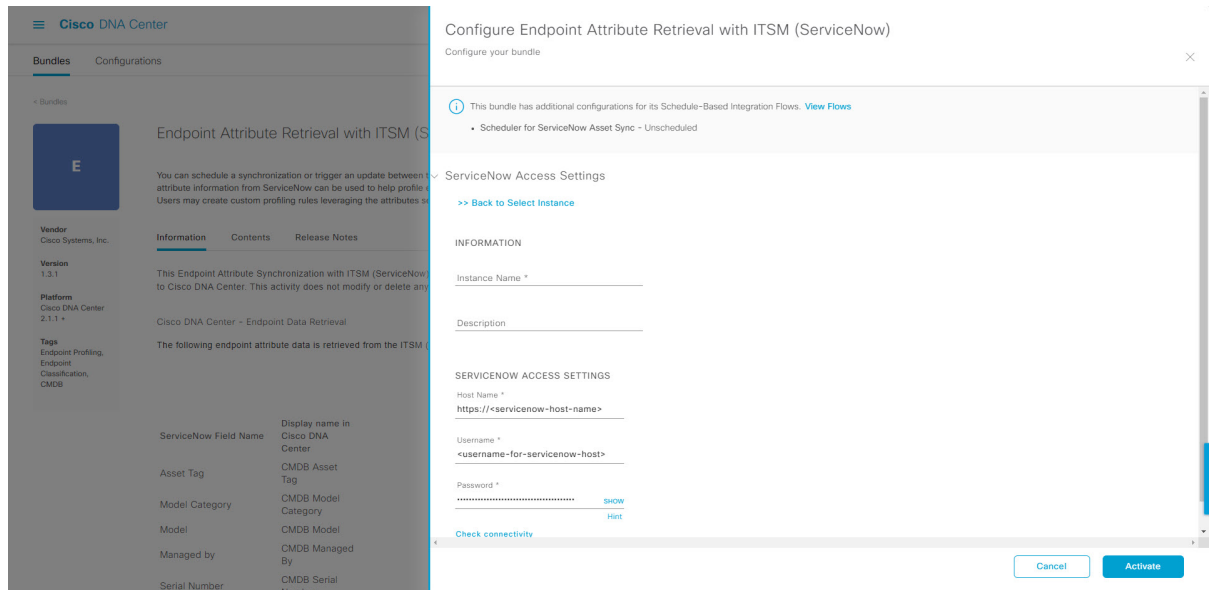 Cisco DNA Center
Bundles Configurations
< Bundles
E
Endpoint Attribute Retrieval with ITSM (S
You can schedule a synchronization or trigger an update between
attribute information from ServiceNow can be used to help profile
Users may create custom profiling rules leveraging the attributes
Vendor
Cisco Systems, Inc.
Version
1.3.1
Platform
Cisco DNA Center
2.1.1 +
Tags
Endpoint Profiling,
Endpoint
Classification,
CMDB
Information Contents Release Notes
This Endpoint Attribute Synchronization with ITSM (ServiceNow)
to Cisco DNA Center. This activity does not modify or delete any
Cisco DNA Center - Endpoint Data Retrieval
The following endpoint attribute data is retrieved from the ITSM (
ServiceNow Field Name
Display name in
Cisco DNA
Center
Asset Tag
CMDB Asset
Tag
Model Category
CMDB Model
Category
Model
CMDB Model
Managed by
CMDB Managed
By
Serial Number
CMDB Serial
Configure Endpoint Attribute Retrieval with ITSM (ServiceNow)
Configure your bundle
This bundle has additional configurations for its Schedule-Based Integration Flows. View Flows
• Scheduler for ServiceNow Asset Sync - Unscheduled
ServiceNow Access Settings
>> Back to Select Instance
INFORMATION
Instance Name *
Description
SERVICENOW ACCESS SETTINGS
Host Name *
https://<servicenow-host-name>
Username *
<username-for-servicenow-host>
Password *
SHOW
Hint
Check connectivity
Cancel Activate